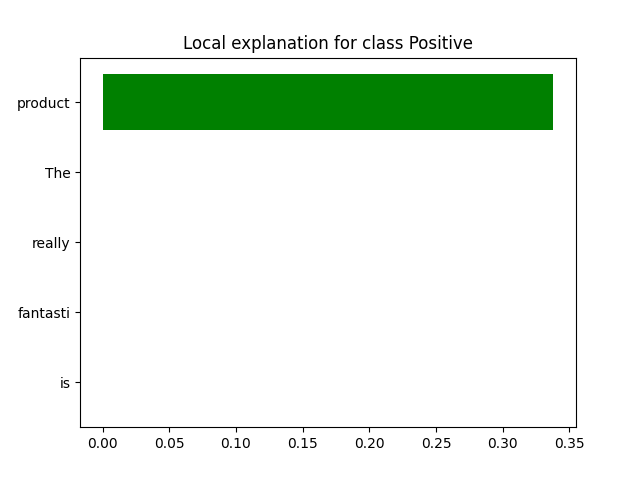 Local explanation for class Positive
product
The
really
fantasti
is
0.00 0.05 0.10 0.15 0.20 0.25 0.30 0.35